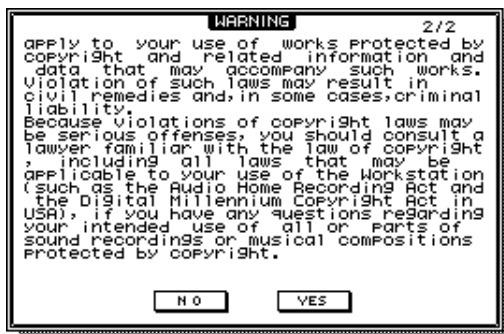 WARNING 2/2
apply to your use of works protected by
copyright and related information and
data that may accompany such works.
Violation of such laws may result in
civil remedies and,in some cases,criminal
liability.
Because violations of copyright laws may
be serious offenses, you should consult a
lawyer familiar with the law of copyright
, including all laws that may be
applicable to your use of the Workstation
(such as the Audio Home Recording Act and
the Digital Millennium Copyright Act in
USA), if you have any questions regarding
your intended use of all or parts of
sound recordings or musical compositions
protected by copyright.
NO YES